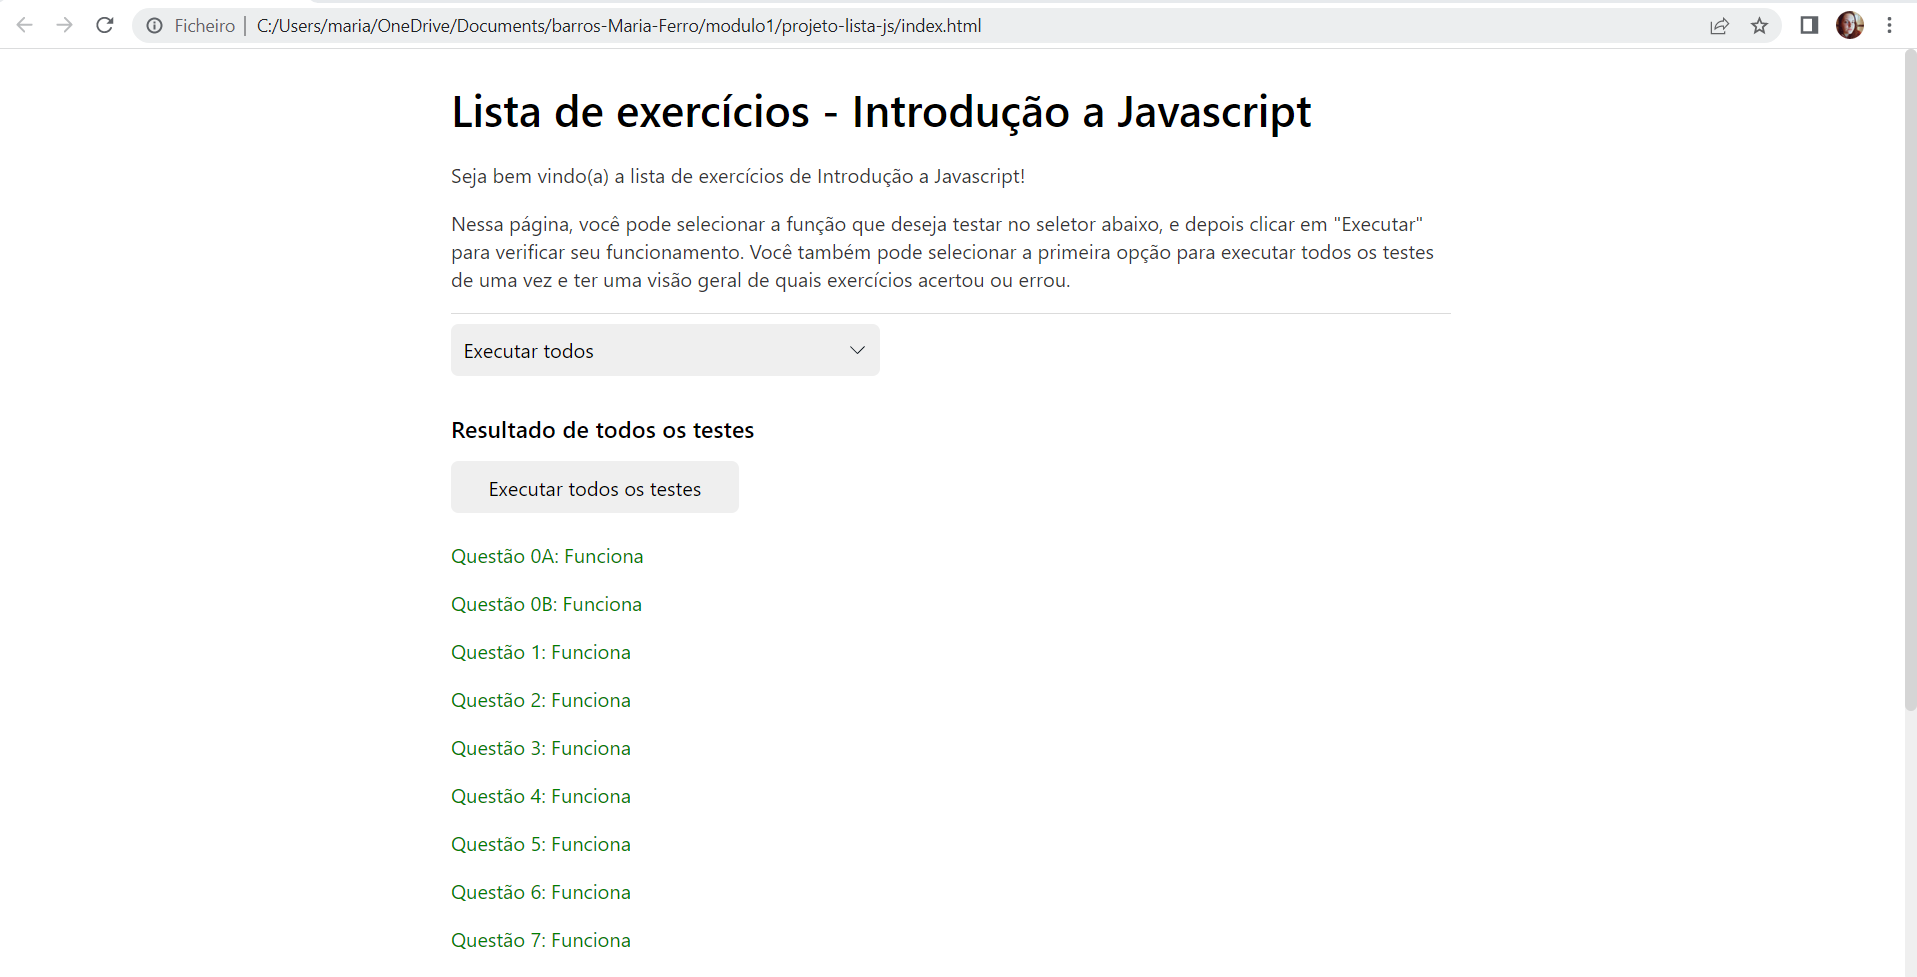 Ficheiro | C:/Users/maria/OneDrive/Documents/barros-Maria-Ferro/modulo1/projeto-lista-js/index.html
Lista de exercícios - Introdução a Javascript
Seja bem vindo(a) a lista de exercícios de Introdução a Javascript!
Nessa página, você pode selecionar a função que deseja testar no seletor abaixo, e depois clicar em "Executar"
para verificar seu funcionamento. Você também pode selecionar a primeira opção para executar todos os testes
de uma vez e ter uma visão geral de quais exercícios acertou ou errou.
Executar todos
Resultado de todos os testes
Executar todos os testes
Questão 0A: Funciona
Questão 0B: Funciona
Questão 1: Funciona
Questão 2: Funciona
Questão 3: Funciona
Questão 4: Funciona
Questão 5: Funciona
Questão 6: Funciona
Questão 7: Funciona